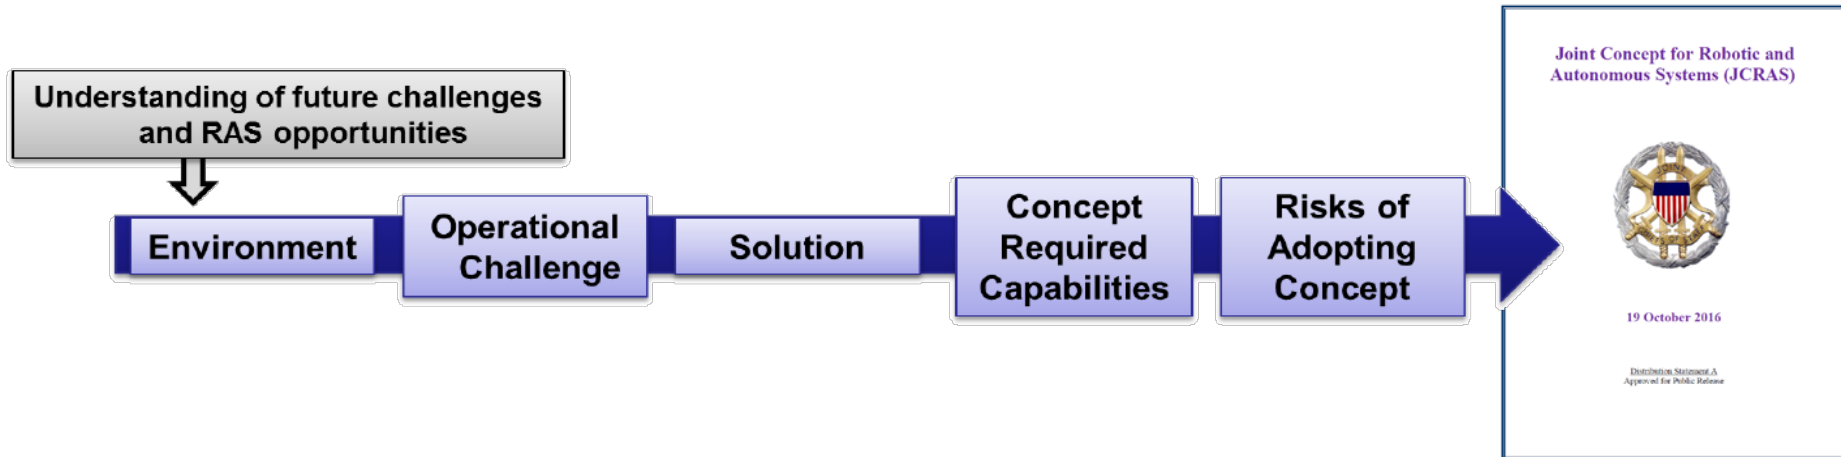 Understanding of future challenges
and RAS opportunities
Environment
Operational
Challenge
Solution
Concept
Required
Capabilities
Risks of
Adopting
Concept
Joint Concept for Robotic and
Autonomous Systems (JCRAS)
JOINT
19 October 2016
Distribution Statement A
Approved for Public Release